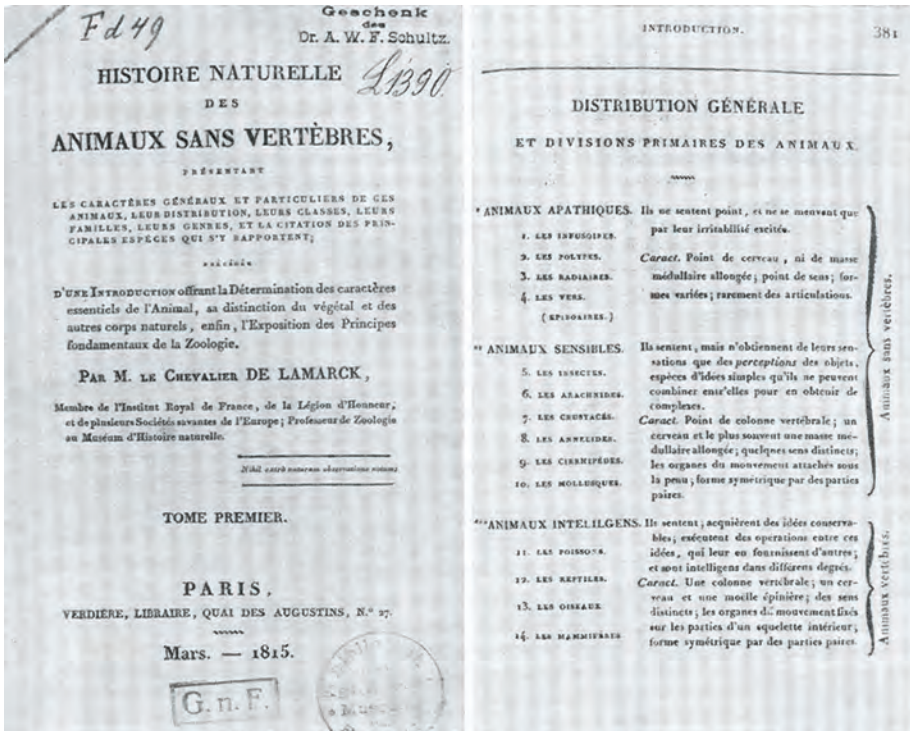 Fd 49
Geschenk
des
Dr. A. W. F. Schultz.
L1390
HISTOIRE NATURELLE
DES
ANIMAUX SANS VERTÈBRES,
PRÉSENTANT
LES CARACTÈRES GÉNÉRAUX ET PARTICULIERS DE CES
ANIMAUX, LEUR DISTRIBUTION, LEURS CLASSES, LEURS
FAMILLES, LEURS GENRES, ET LA CITATION DES PRIN-
CIPALES ESPÈCES QUI S'Y RAPPORTENT;
PRÉCÉDÉE
D'UNE INTRODUCTION offrant la Détermination des caractères
essentiels de l'Animal, sa distinction du végétal et des
autres corps naturels, enfin, l'Exposition des Principes
fondamentaux de la Zoologie.
PAR M. LE CHEVALIER DE LAMARCK,
Membre de l'Institut Royal de France, de la Légion d'Honneur,
et de plusieurs Sociétés savantes de l'Europe; Professeur de Zoologie
au Muséum d'Histoire naturelle.
Nihil extrà naturam observatione notum
TOME PREMIER.
PARIS,
VERDIÈRE, LIBRAIRE, QUAI DES AUGUSTINS, N.° 27.
Mars. — 1815.
G. n. F.
INTRODUCTION. 381
DISTRIBUTION GÉNÉRALE
ET DIVISIONS PRIMAIRES DES ANIMAUX.
* ANIMAUX APATHIQUES.
1. LES INFUSOIRES.
2. LES POLYPES.
3. LES RADIAIRES.
4. LES VERS.
( EPIZOAIRES. )
Ils ne sentent point, et ne se meuvent que
par leur irritabilité excitée.
Caract. Point de cerveau, ni de masse
médullaire allongée; point de sens; for-
mes variées; rarement des articulations.
** ANIMAUX SENSIBLES.
5. LES INSECTES.
6. LES ARACHNIDES.
7. LES CRUSTACÉS.
8. LES ANNELIDES.
9. LES CIRRHIPÈDES.
10. LES MOLLUSQUES.
Ils sentent, mais n'obtiennent de leurs sen-
sations que des perceptions des objets,
espèces d'idées simples qu'ils ne peuvent
combiner entr'elles pour en obtenir de
complexes.
Caract. Point de colonne vertébrale; un
cerveau et le plus souvent une masse mé-
dullaire allongée; quelques sens distincts;
les organes du mouvement attachés sous
la peau; forme symétrique par des parties
paires.
Animaux sans vertèbres.
*** ANIMAUX INTELILGENS.
11. LES POISSONS.
12. LES REPTILES.
13. LES OISEAUX
14. LES MAMMIFÈRES
Ils sentent; acquièrent des idées conserva-
bles; exécutent des operations entre ces
idées, qui leur en fournissent d'autres;
et sont intelligens dans différens degrés.
Caract. Une colonne vertébrale; un cer-
veau et une moelle épinière; des sens
distincts; les organes du mouvement fixés
sur les parties d'un squelette intérieur;
forme symétrique par des parties paires.
Animaux vertébrés.